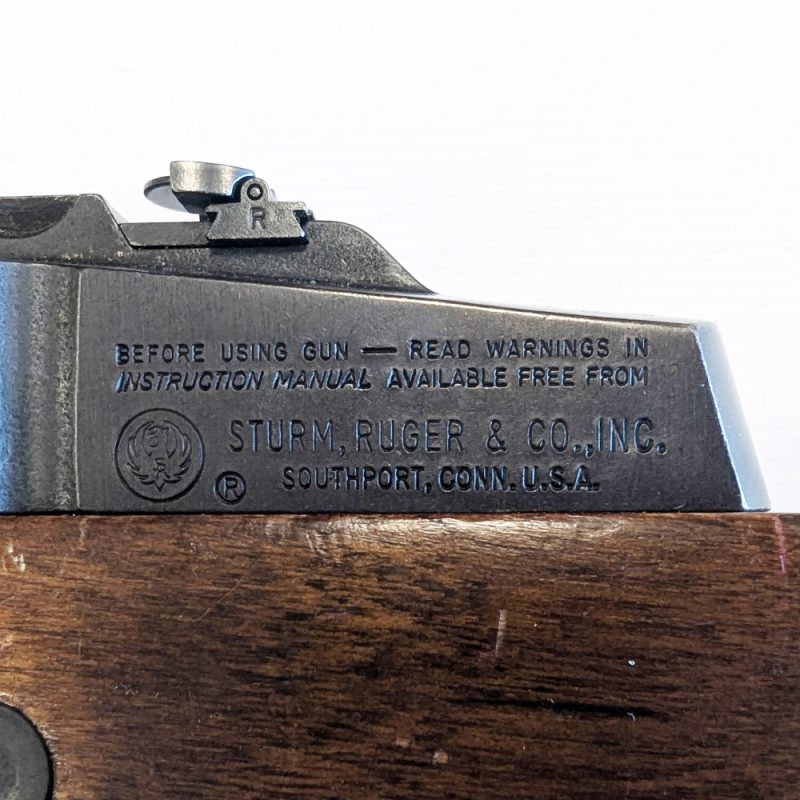 R
BEFORE USING GUN — READ WARNINGS IN
INSTRUCTION MANUAL AVAILABLE FREE FROM
STURM, RUGER & CO., INC.
®
SOUTHPORT, CONN. U.S.A.